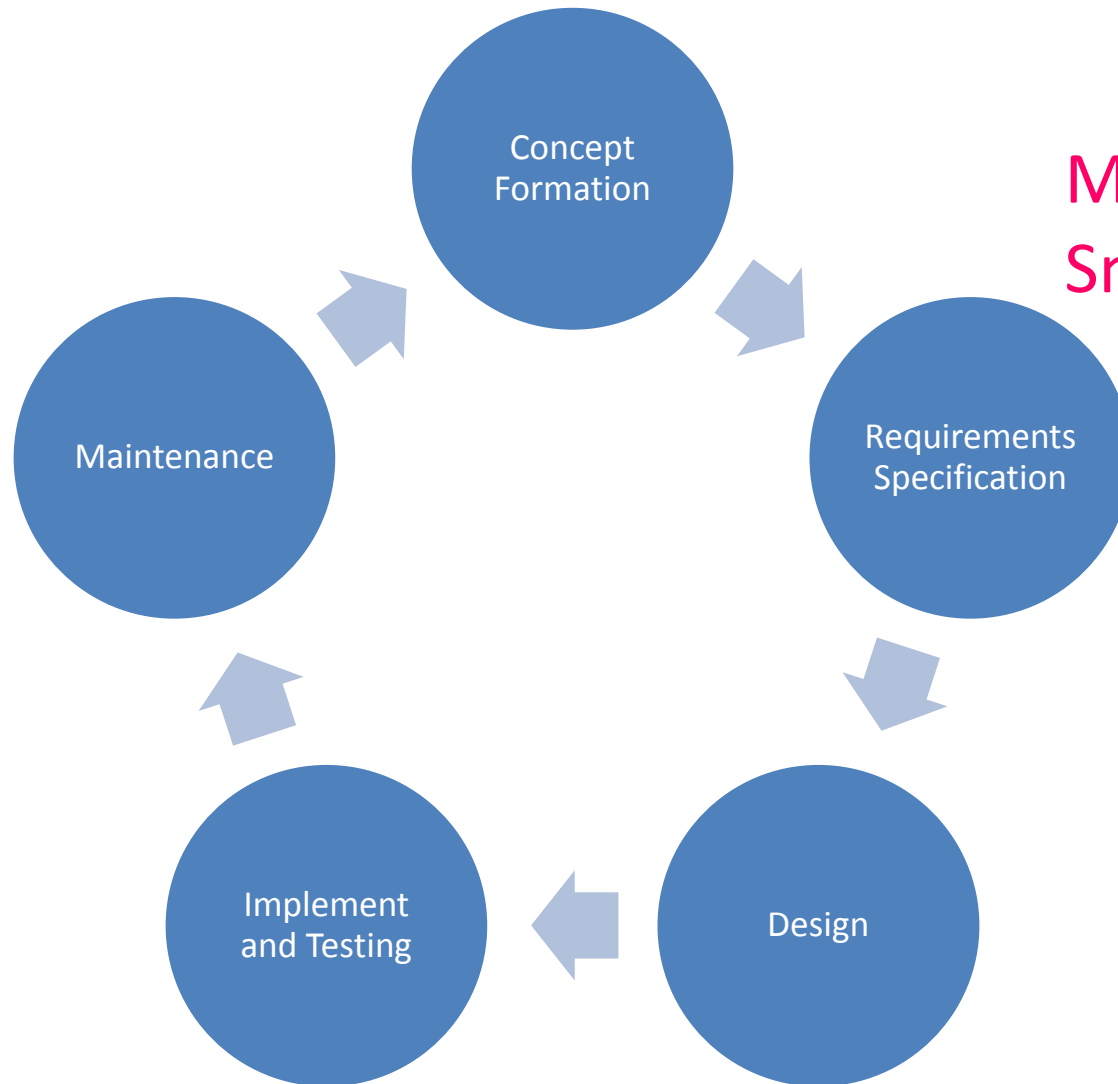 Concept
Formation
Requirements
Specification
Design
Implement
and Testing
Maintenance